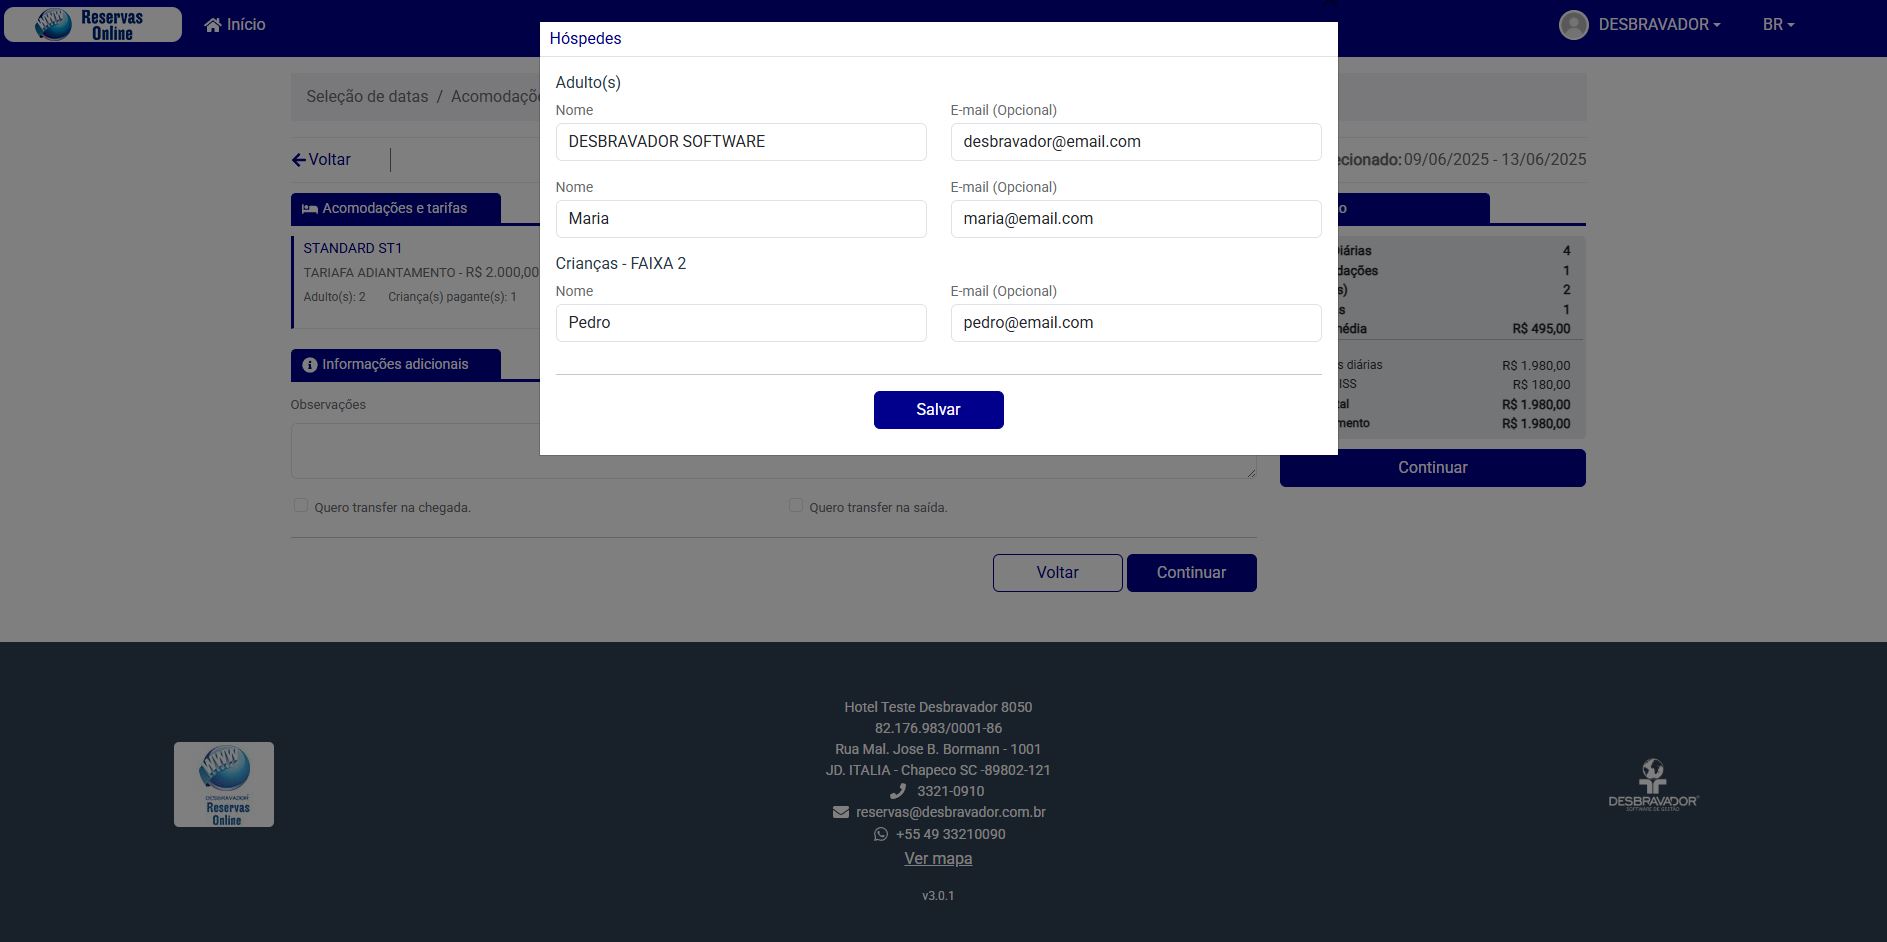 Reservas
Online
Início
DESBRAVADOR
BR
Hóspedes
Adulto(s)
Nome
E-mail (Opcional)
DESBRAVADOR SOFTWARE
desbravador@email.com
Nome
E-mail (Opcional)
Maria
maria@email.com
Crianças - FAIXA 2
Nome
E-mail (Opcional)
Pedro
pedro@email.com
Salvar
Seleção de datas / Acomodaçõ
Voltar
ecionado: 09/06/2025 - 13/06/2025
Acomodações e tarifas
STANDARD ST1
TARIAFA ADIANTAMENTO - R$ 2.000,00
Adulto(s): 2 Criança(s) pagante(s): 1
Informações adicionais
Observações
Quero transfer na chegada.
Quero transfer na saída.
Voltar
Continuar
o
iárias 4
dações 1
s) 2
s 1
nédia R$ 495,00
s diárias R$ 1.980,00
ISS R$ 180,00
tal R$ 1.980,00
mento R$ 1.980,00
Continuar
WWW
DESBRAVADOR
Reservas
Online
Hotel Teste Desbravador 8050
82.176.983/0001-86
Rua Mal. Jose B. Bormann - 1001
JD. ITALIA - Chapeco SC -89802-121
3321-0910
reservas@desbravador.com.br
+55 49 33210090
Ver mapa
v3.0.1
DESBRAVADOR
SOFTWARE DE GESTÃO